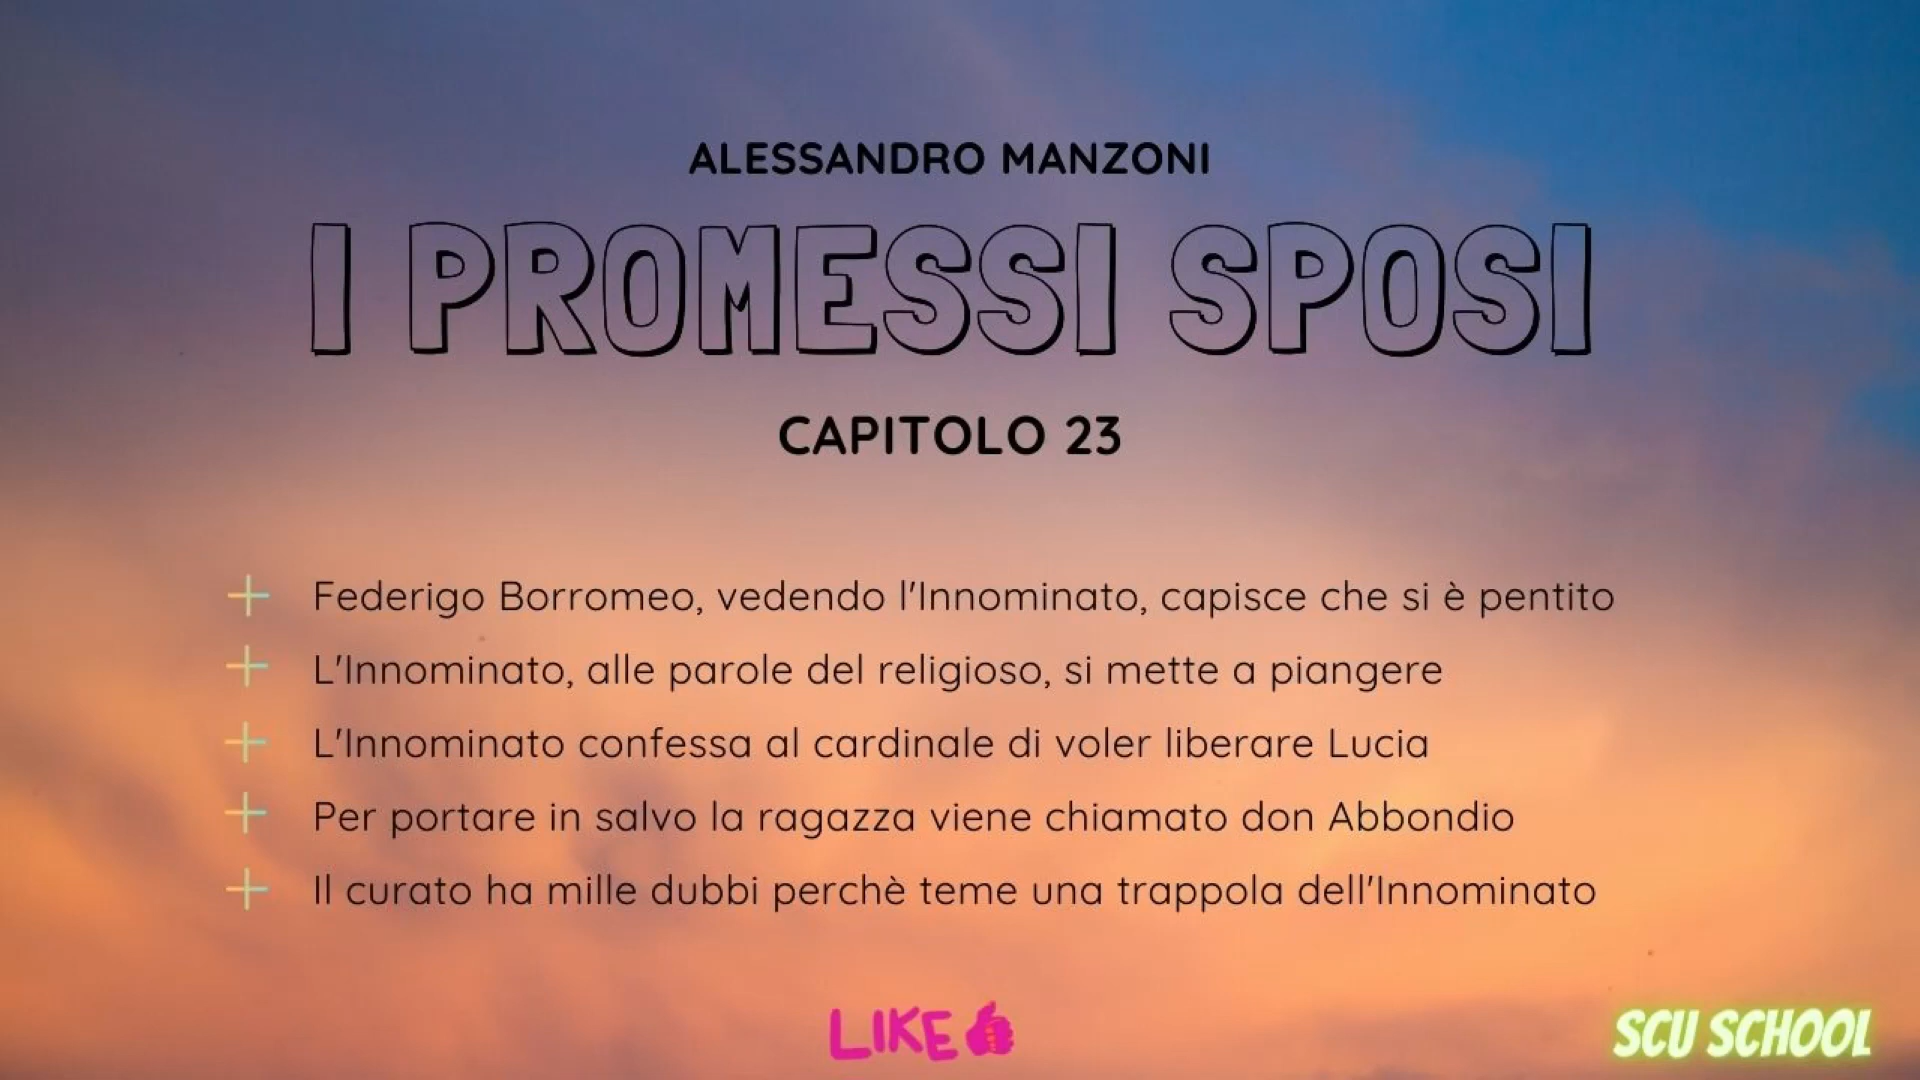 ALESSANDRO MANZONI
I PROMESSI SPOSI
CAPITOLO 23
Federigo Borromeo, vedendo l'Innominato, capisce che si è pentito
L'Innominato, alle parole del religioso, si mette a piangere
L'Innominato confessa al cardinale di voler liberare Lucia
Per portare in salvo la ragazza viene chiamato don Abbondio
Il curato ha mille dubbi perchè teme una trappola dell'Innominato
LIKE
SCU SCHOOL